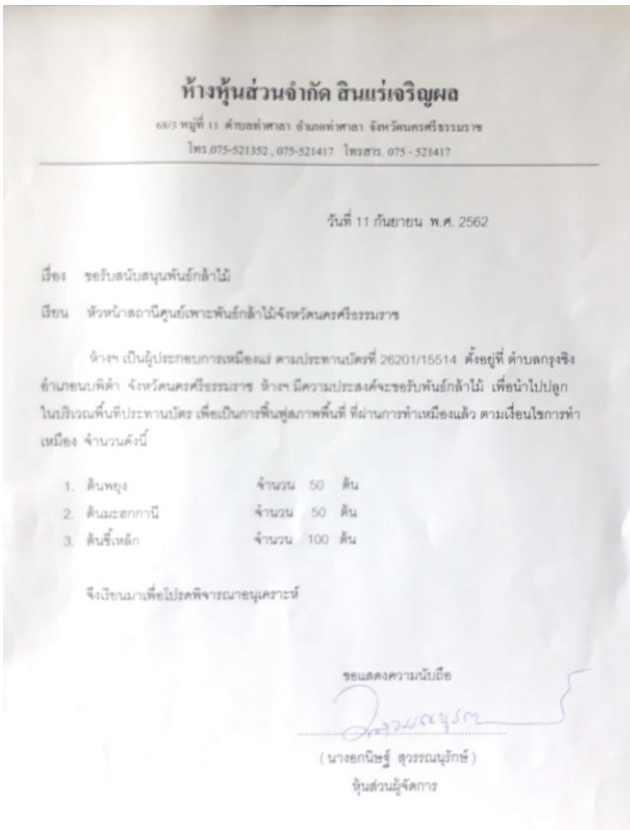 ห้างหุ้นส่วนจำกัด สินแร่เจริญผล
68/3 หมู่ที่ 11 ตำบลท่าศาลา อำเภอท่าศาลา จังหวัดนครศรีธรรมราช
โทร.075-521352 , 075-521417 โทรสาร. 075 - 521417
วันที่ 11 กันยายน พ.ศ. 2562
เรื่อง ขอรับสนับสนุนพันธ์กล้าไม้
เรียน หัวหน้าสถานีศูนย์เพาะพันธ์กล้าไม้จังหวัดนครศรีธรรมราช
ห้างฯ เป็นผู้ประกอบการเหมืองแร่ ตามประทานบัตรที่ 26201/15514 ตั้งอยู่ที่ ตำบลกรุงชิง
อำเภอนบพิตำ จังหวัดนครศรีธรรมราช ห้างฯ มีความประสงค์จะขอรับพันธ์กล้าไม้ เพื่อนำไปปลูก
ในบริเวณพื้นที่ประทานบัตร เพื่อเป็นการฟื้นฟูสภาพพื้นที่ ที่ผ่านการทำเหมืองแล้ว ตามเงื่อนไขการทำ
เหมือง จำนวนดังนี้
1. ต้นพยุง จำนวน 50 ต้น
2. ต้นมะฮกกานี จำนวน 50 ต้น
3. ต้นขี้เหล็ก จำนวน 100 ต้น
จึงเรียนมาเพื่อโปรดพิจารณาอนุเคราะห์
ขอแสดงความนับถือ
( นางอกนิษฐ์ สุวรรณนุรักษ์ )
หุ้นส่วนผู้จัดการ